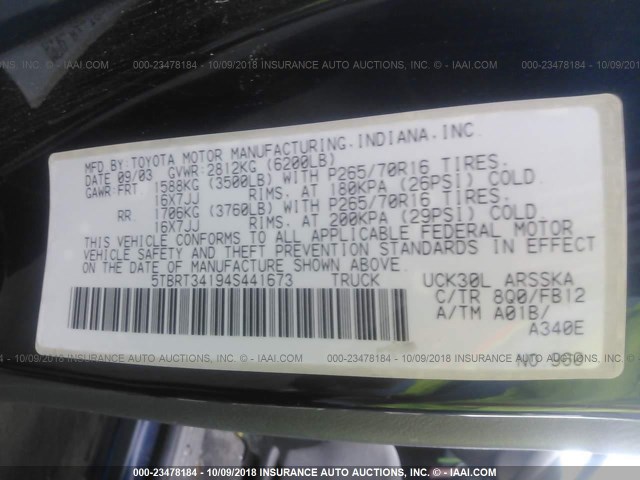 000-23478184 - 10/09/2018 - INSURANCE AUTO AUCTIONS, INC. - © - IAAI.COM
MFD.BY:TOYOTA MOTOR MANUFACTURING.INDIANA.INC
DATE 09/03 GVWR:2812KG (6200LB)
GAWR:FRT 1588KG (3500LB) WITH P265/70R16 TIRES.
16X7JJ RIMS. AT 180KPA (26PSI) COLD
RR 1706KG (3760LB) WITH P265/70R16 TIRES.
16X7JJ RIMS. AT 200KPA (29PSI) COLD.
THIS VEHICLE CONFORMS TO ALL APPLICABLE FEDERAL MOTOR
VEHICLE SAFETY AND THEFT PREVENTION STANDARDS IN EFFECT
ON THE DATE OF MANUFACTURE SHOWN ABOVE.
5TBRT34194S441673 TRUCK UCK30L ARSSKA
C/TR 8Q0/FB12
A/TM A01B/
A340E
NO 960
000-23478184 - 10/09/2018 - INSURANCE AUTO AUCTIONS, INC. - © - IAAI.COM
000-23478184 - 10/09/2018 - INSURANCE AUTO AUCTIONS, INC. - © - IAAI.COM